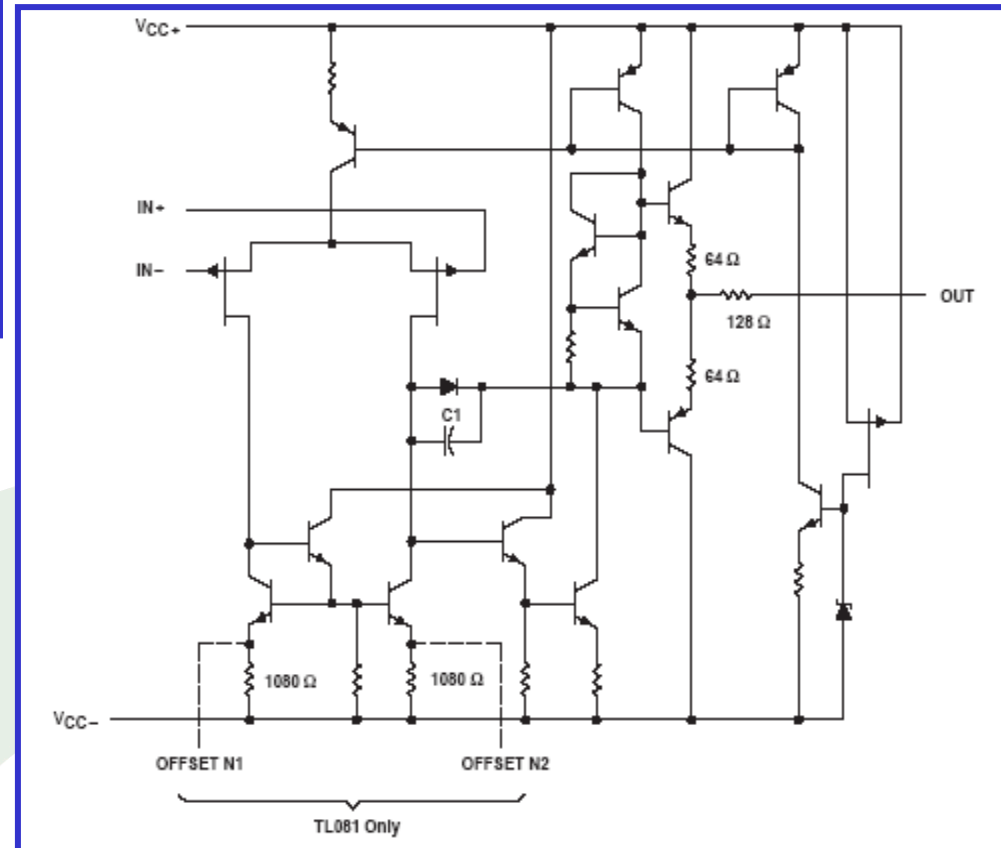 VCC+
IN+
IN−
64 Ω
OUT
128 Ω
64 Ω
C1
1080 Ω
1080 Ω
VCC−
OFFSET N1
OFFSET N2
TL081 Only